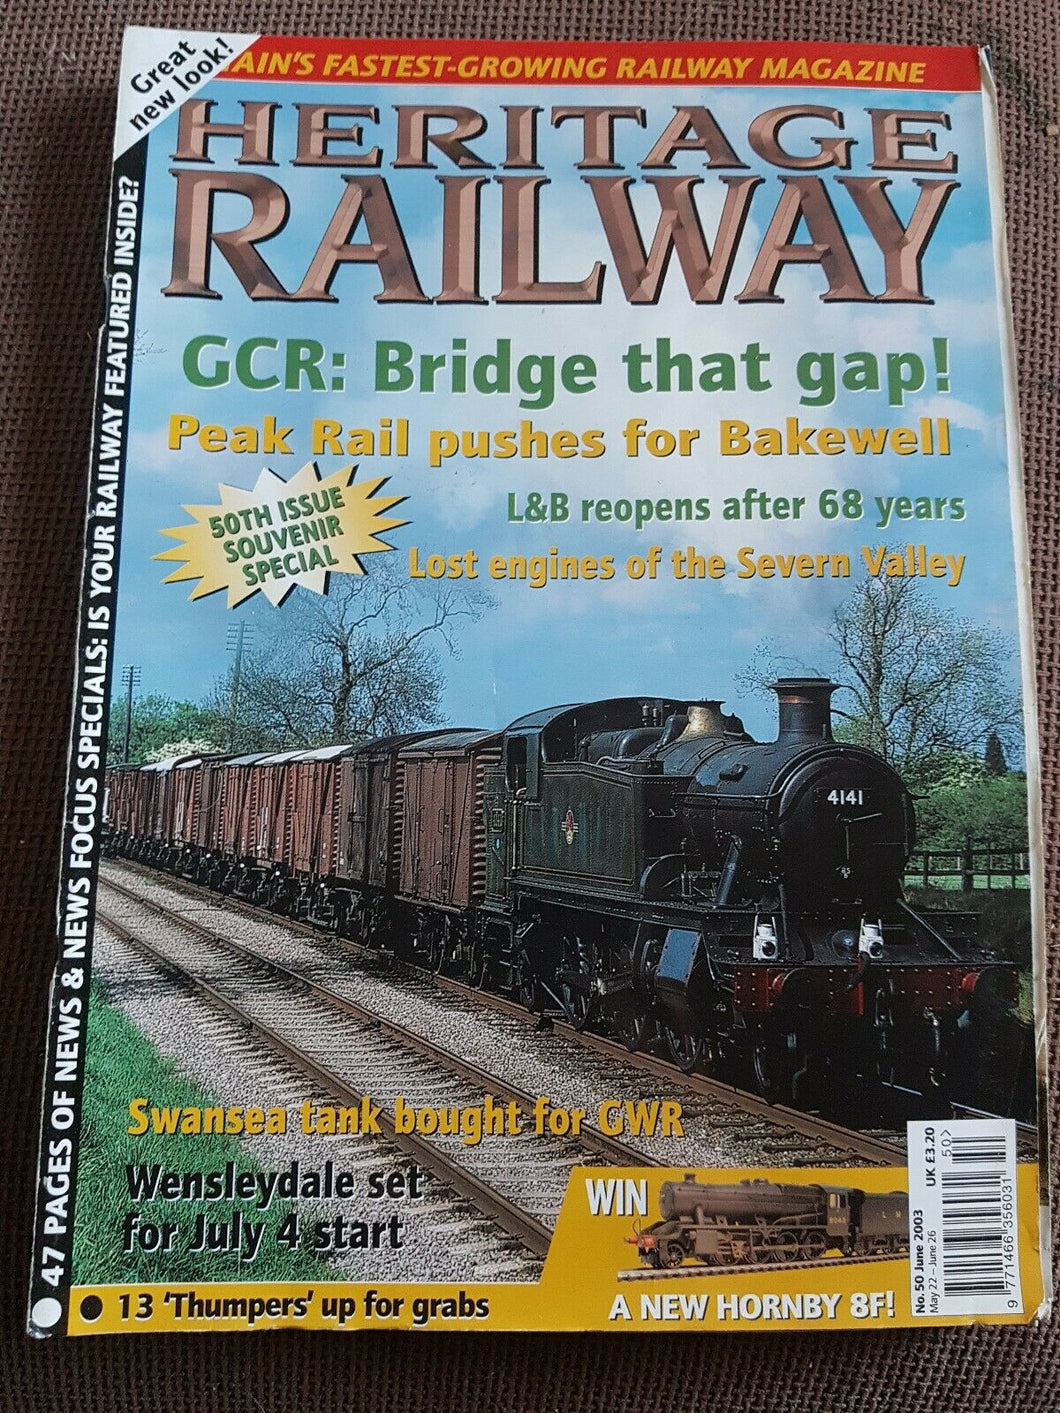 Great
new look!
AIN'S FASTEST-GROWING RAILWAY MAGAZINE
HERITAGE
RAILWAY
GCR: Bridge that gap!
Peak Rail pushes for Bakewell
50TH ISSUE
SOUVENIR
SPECIAL
L&B reopens after 68 years
Lost engines of the Severn Valley
47 PAGES OF NEWS & NEWS FOCUS SPECIALS: IS YOUR RAILWAY FEATURED INSIDE?
4141
Swansea tank bought for GWR
Wensleydale set
for July 4 start
WIN
L M
A NEW HORNBY 8F!
13 'Thumpers' up for grabs
No. 50 June 2003
May 22 – June 26
UK £3.20
50>
9 771466 356031